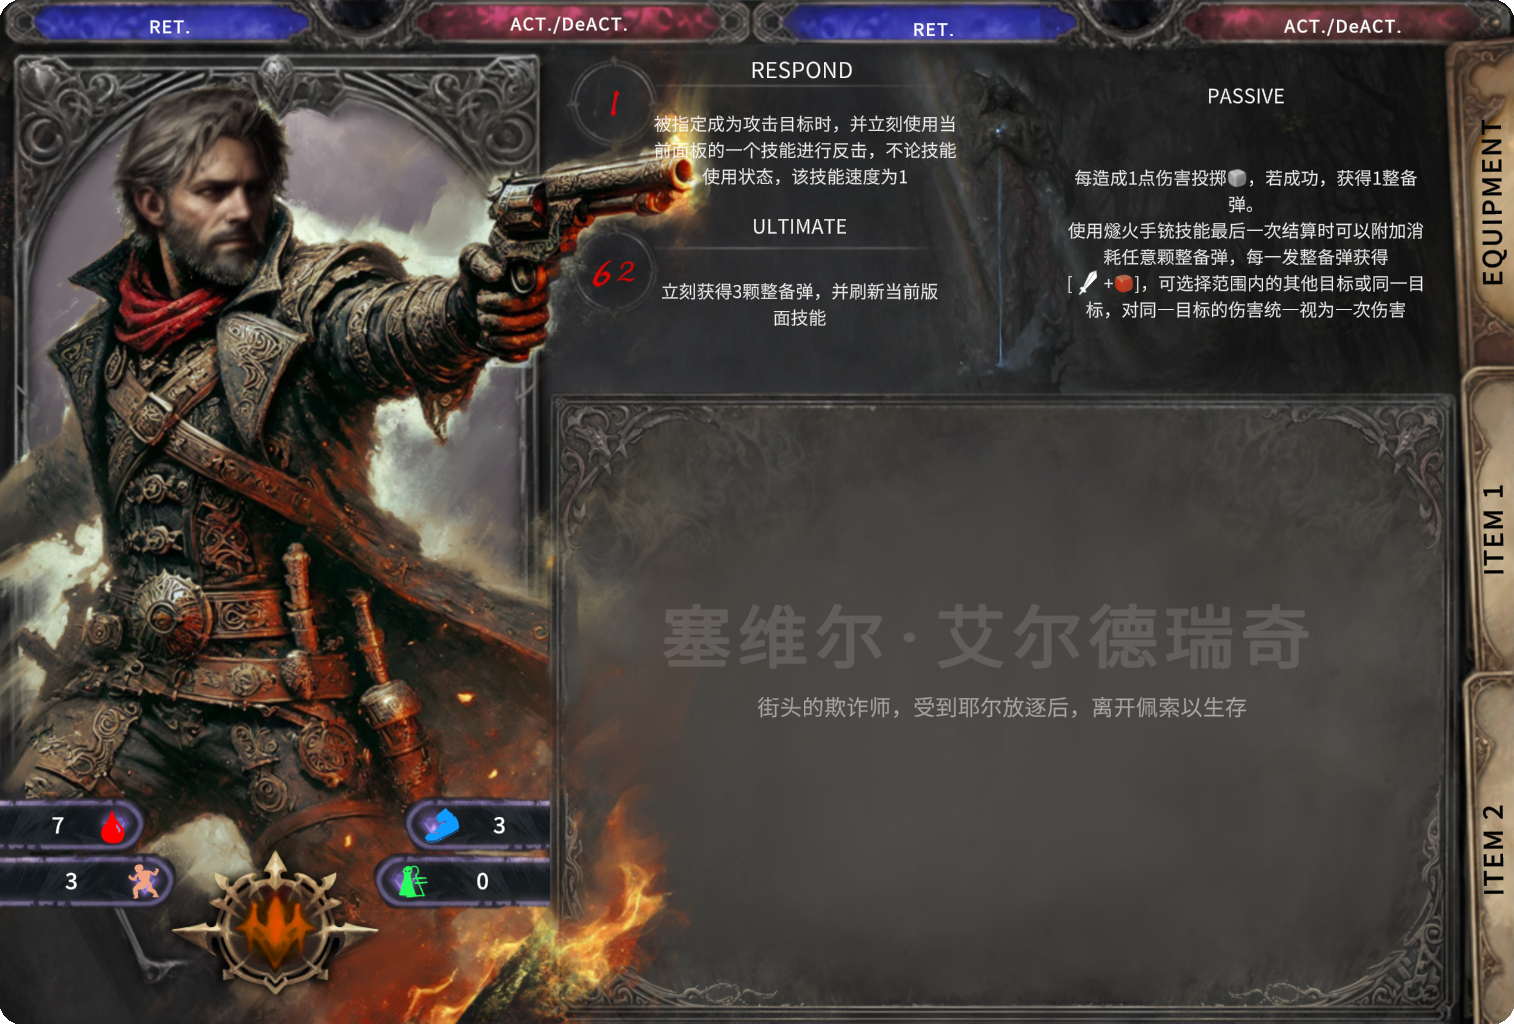 RET.
ACT./DeACT.
RET.
ACT./DeACT.
RESPOND
1
被指定成为攻击目标时，并立刻使用当
前面板的一个技能进行反击，不论技能
使用状态，该技能速度为1
ULTIMATE
62
立刻获得3颗整备弹，并刷新当前版
面技能
PASSIVE
每造成1点伤害投掷，若成功，获得1整备
弹。
使用燧火手铳技能最后一次结算时可以附加消
耗任意颗整备弹，每一发整备弹获得
[ + ]，可选择范围内的其他目标或同一目
标，对同一目标的伤害统一视为一次伤害
EQUIPMENT
ITEM 1
ITEM 2
塞维尔·艾尔德瑞奇
街头的欺诈师，受到耶尔放逐后，离开佩索以生存
7
3
3
0